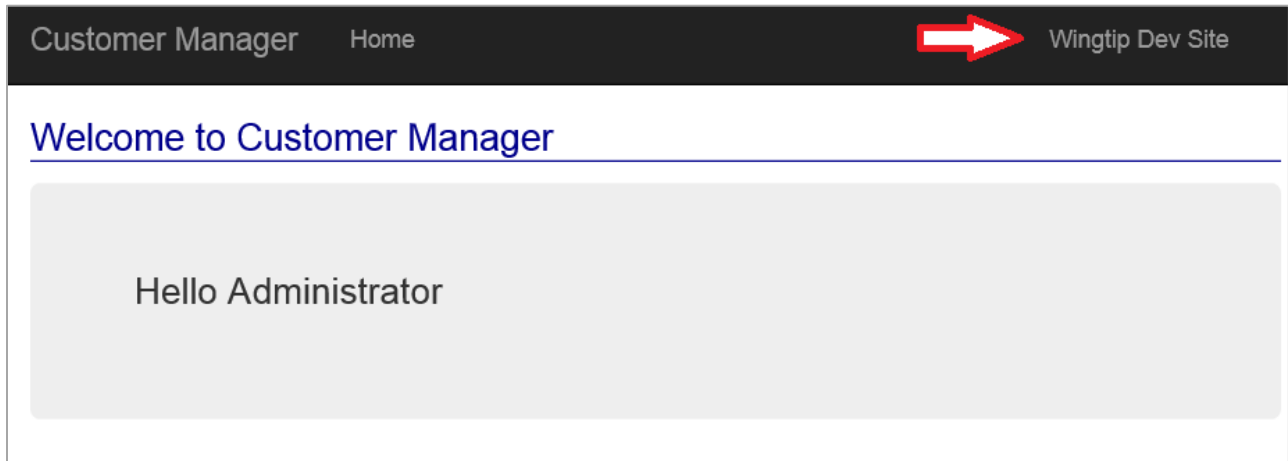 Customer Manager Home Wingtip Dev Site
Welcome to Customer Manager
Hello Administrator